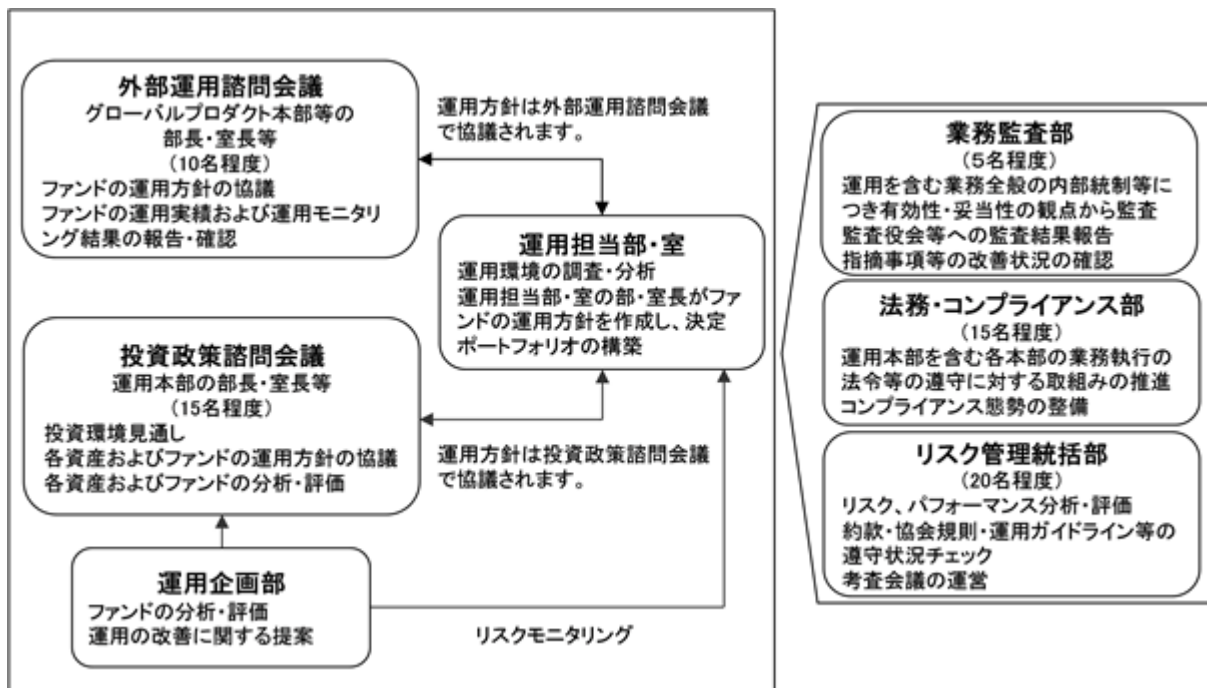 外部運用諮問会議
グローバルプロダクト本部等の
部長・室長等
(10名程度)
ファンドの運用方針の協議
ファンドの運用実績および運用モニタリ
ング結果の報告・確認
運用方針は外部運用諮問会議
で協議されます。
運用担当部・室
運用環境の調査・分析
運用担当部・室の部・室長がファ
ンドの運用方針を作成し、決定
ポートフォリオの構築
投資政策諮問会議
運用本部の部長・室長等
(15名程度)
投資環境見通し
各資産およびファンドの運用方針の協議
各資産およびファンドの分析・評価
運用方針は投資政策諮問会議
で協議されます。
運用企画部
ファンドの分析・評価
運用の改善に関する提案
リスクモニタリング
業務監査部
(5名程度)
運用を含む業務全般の内部統制等に
つき有効性・妥当性の観点から監査
監査役会等への監査結果報告
指摘事項等の改善状況の確認
法務・コンプライアンス部
(15名程度)
運用本部を含む各本部の業務執行の
法令等の遵守に対する取組みの推進
コンプライアンス態勢の整備
リスク管理統括部
(20名程度)
リスク、パフォーマンス分析・評価
約款・協会規則・運用ガイドライン等の
遵守状況チェック
考査会議の運営